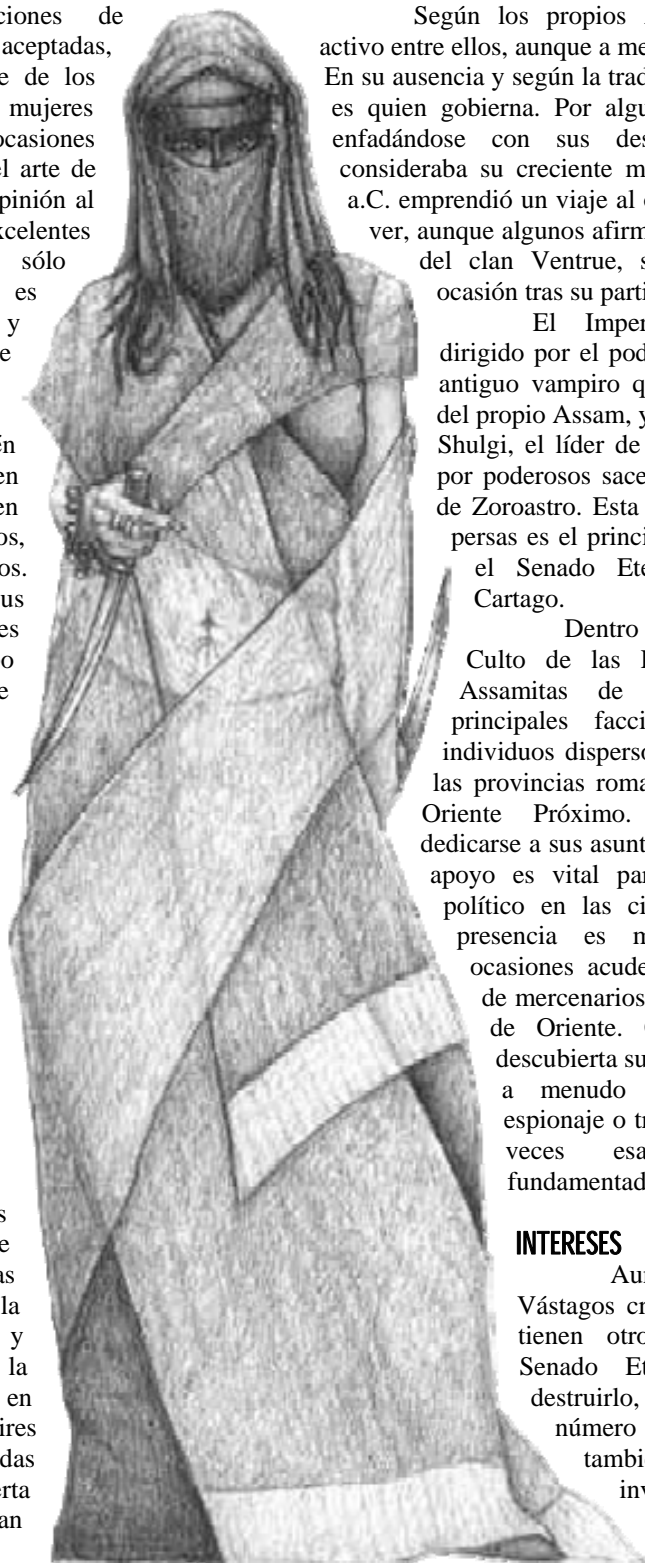 ciones de
aceptadas,
e de los
mujeres
ocasiones
el arte de
pinión al
xcelentes
sólo
es
y
e
én
en
en
os,
os.
us
es
o
e
s
e
as
la
y
la
en
ires
das
erta
an
Según los propios
activo entre ellos, aunque a me
En su ausencia y según la trad
es quien gobierna. Por algu
enfadándose con sus des
consideraba su creciente m
a.C. emprendió un viaje al
ver, aunque algunos afirm
del clan Ventrue, s
ocasión tras su parti
El Imper
dirigido por el pod
antiguo vampiro q
del propio Assam, y
Shulgi, el líder de
por poderosos sace
de Zoroastro. Esta
persas es el princi
el Senado Ete
Cartago.
Dentro
Culto de las
Assamitas de
principales facci
individuos disperso
las provincias roma
Oriente Próximo.
dedicarse a sus asunt
apoyo es vital par
político en las ci
presencia es m
ocasiones acude
de mercenarios
de Oriente.
descubierta su
a menudo
espionaje o tr
veces esa
fundamentad
INTERESES
Au
Vástagos cr
tienen otro
Senado Et
destruirlo,
número
tambi
inv